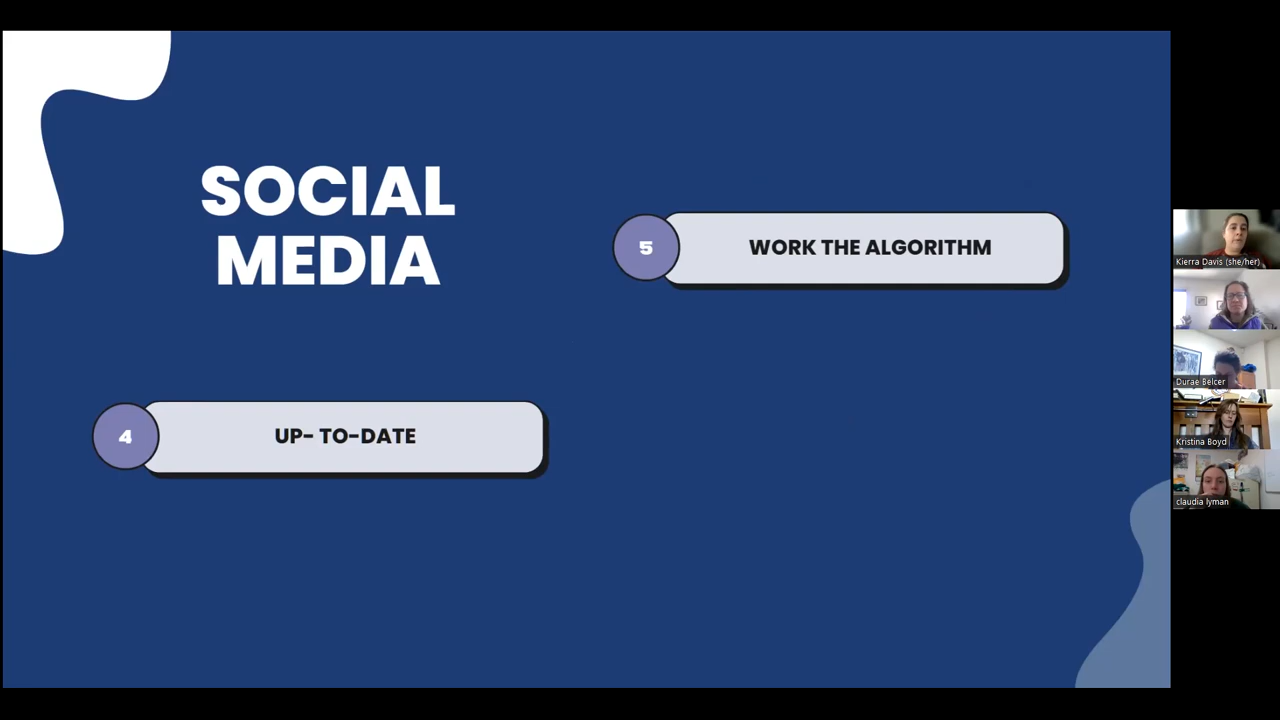 SOCIAL
MEDIA
4
UP- TO-DATE
5
WORK THE ALGORITHM
Kierra Davis (she/her)
Durae Belcer
Kristina Boyd
claudia lyman